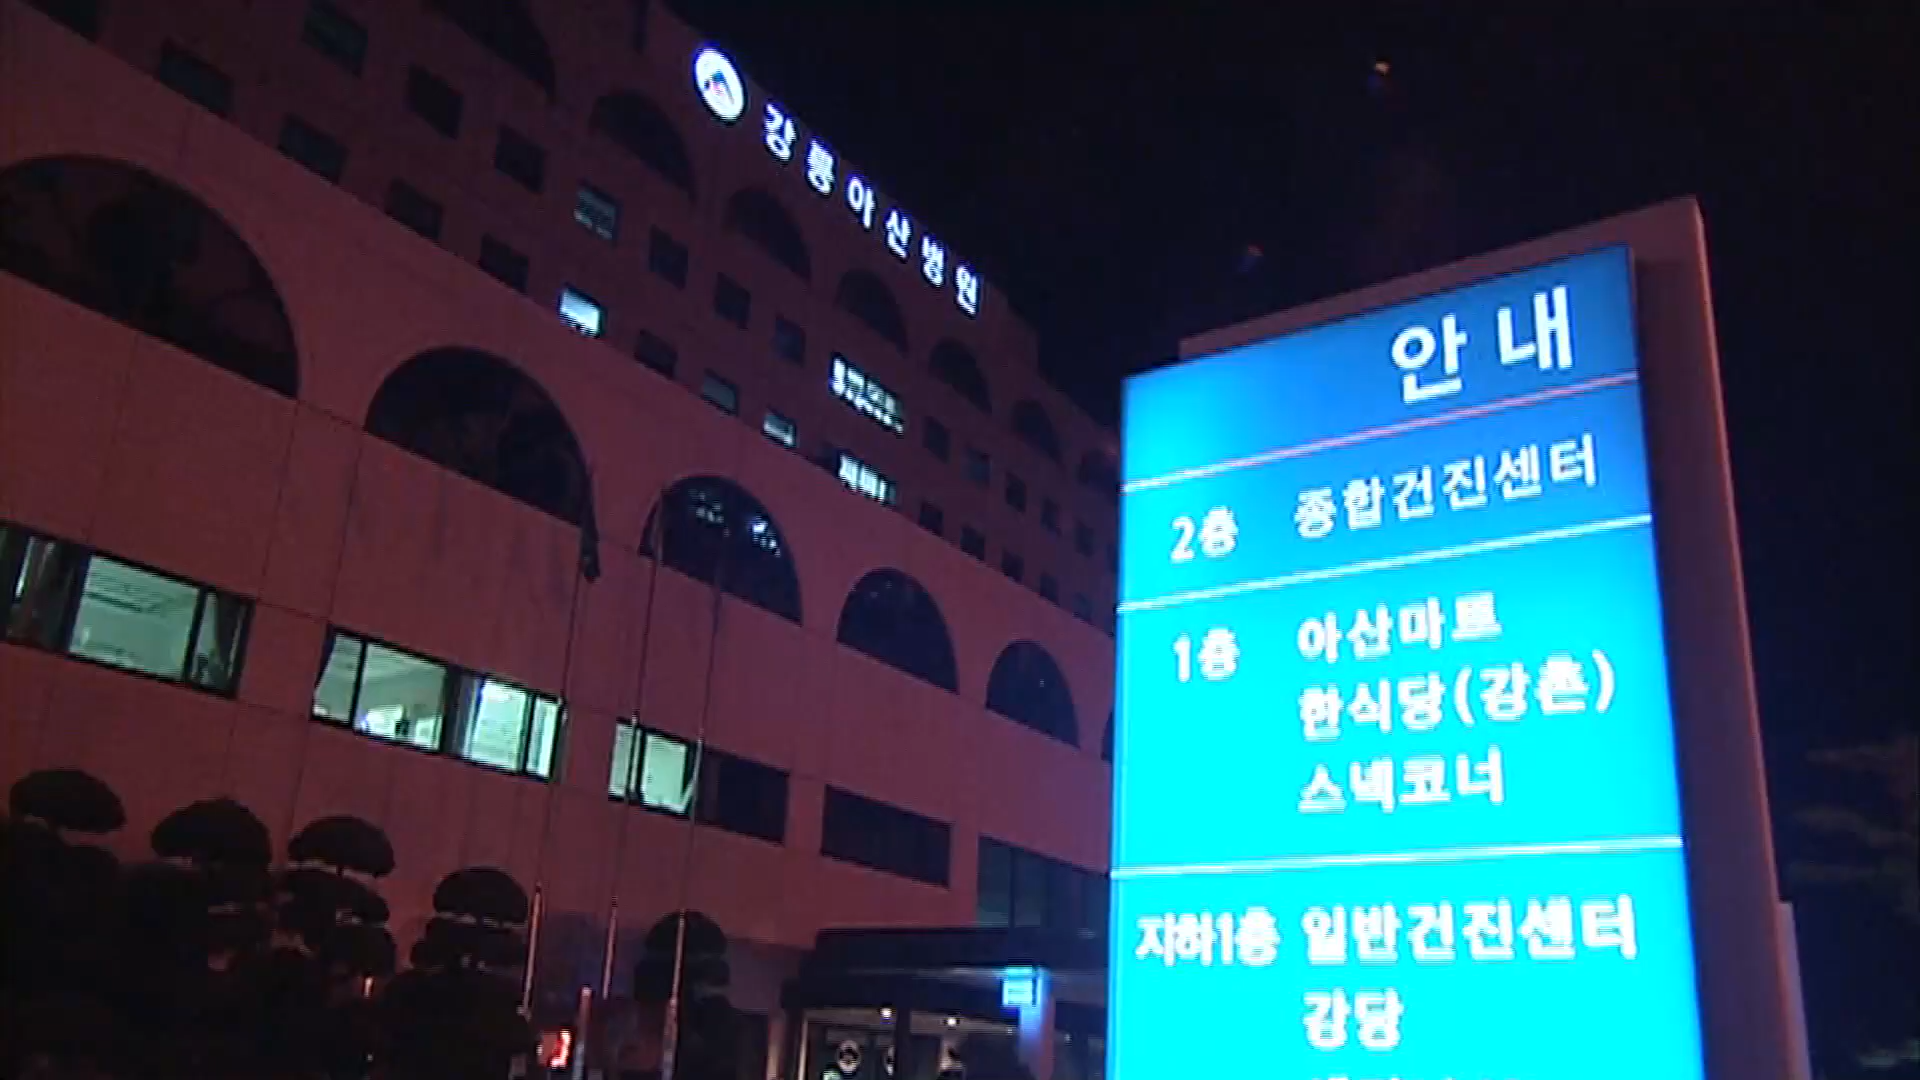 강릉아산병원
안내
2층 종합건진센터
1층 아산마트
한식당(강촌)
스넥코너
지하1층 일반건진센터
강당